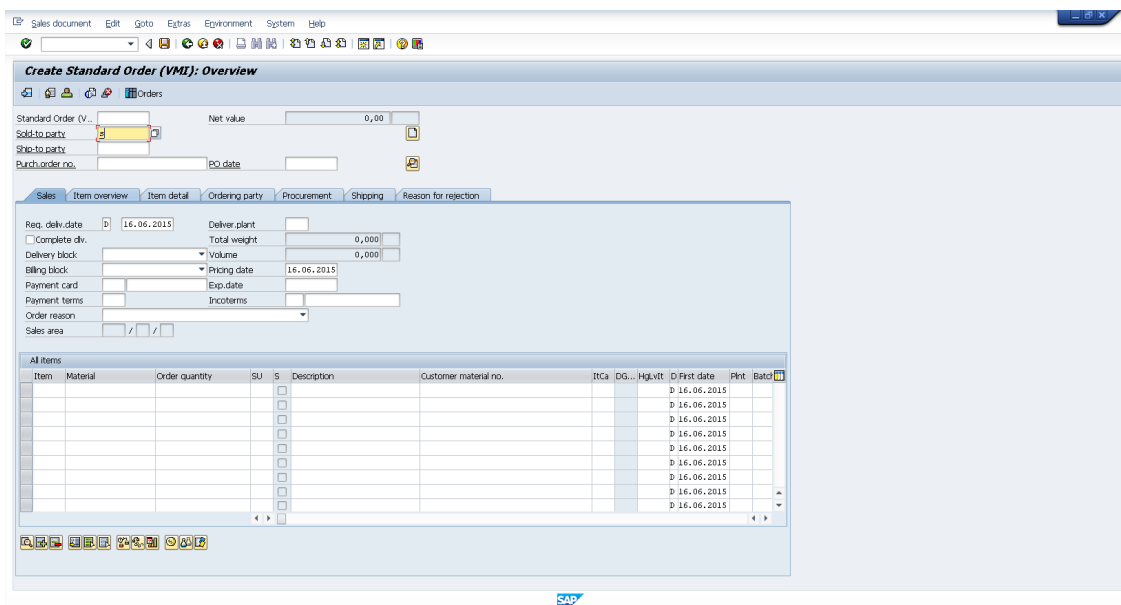 Sales document Edit Goto Extras Environment System Help
Create Standard Order (VMI): Overview
Orders
Standard Order (V... Net value 0,00
Sold-to party s
Ship-to party
Purch.order no. PO date
Sales Item overview Item detail Ordering party Procurement Shipping Reason for rejection
Req. deliv.date D 16.06.2015 Deliver.plant
Complete dlv. Total weight 0,000
Delivery block Volume 0,000
Billing block Pricing date 16.06.2015
Payment card Exp.date
Payment terms Incoterms
Order reason
Sales area / /
All items
Item Material Order quantity SU S Description Customer material no. ItCa DG... HgLvIt D First date Plnt Batch
D 16.06.2015
D 16.06.2015
D 16.06.2015
D 16.06.2015
D 16.06.2015
D 16.06.2015
D 16.06.2015
D 16.06.2015
D 16.06.2015
SAP